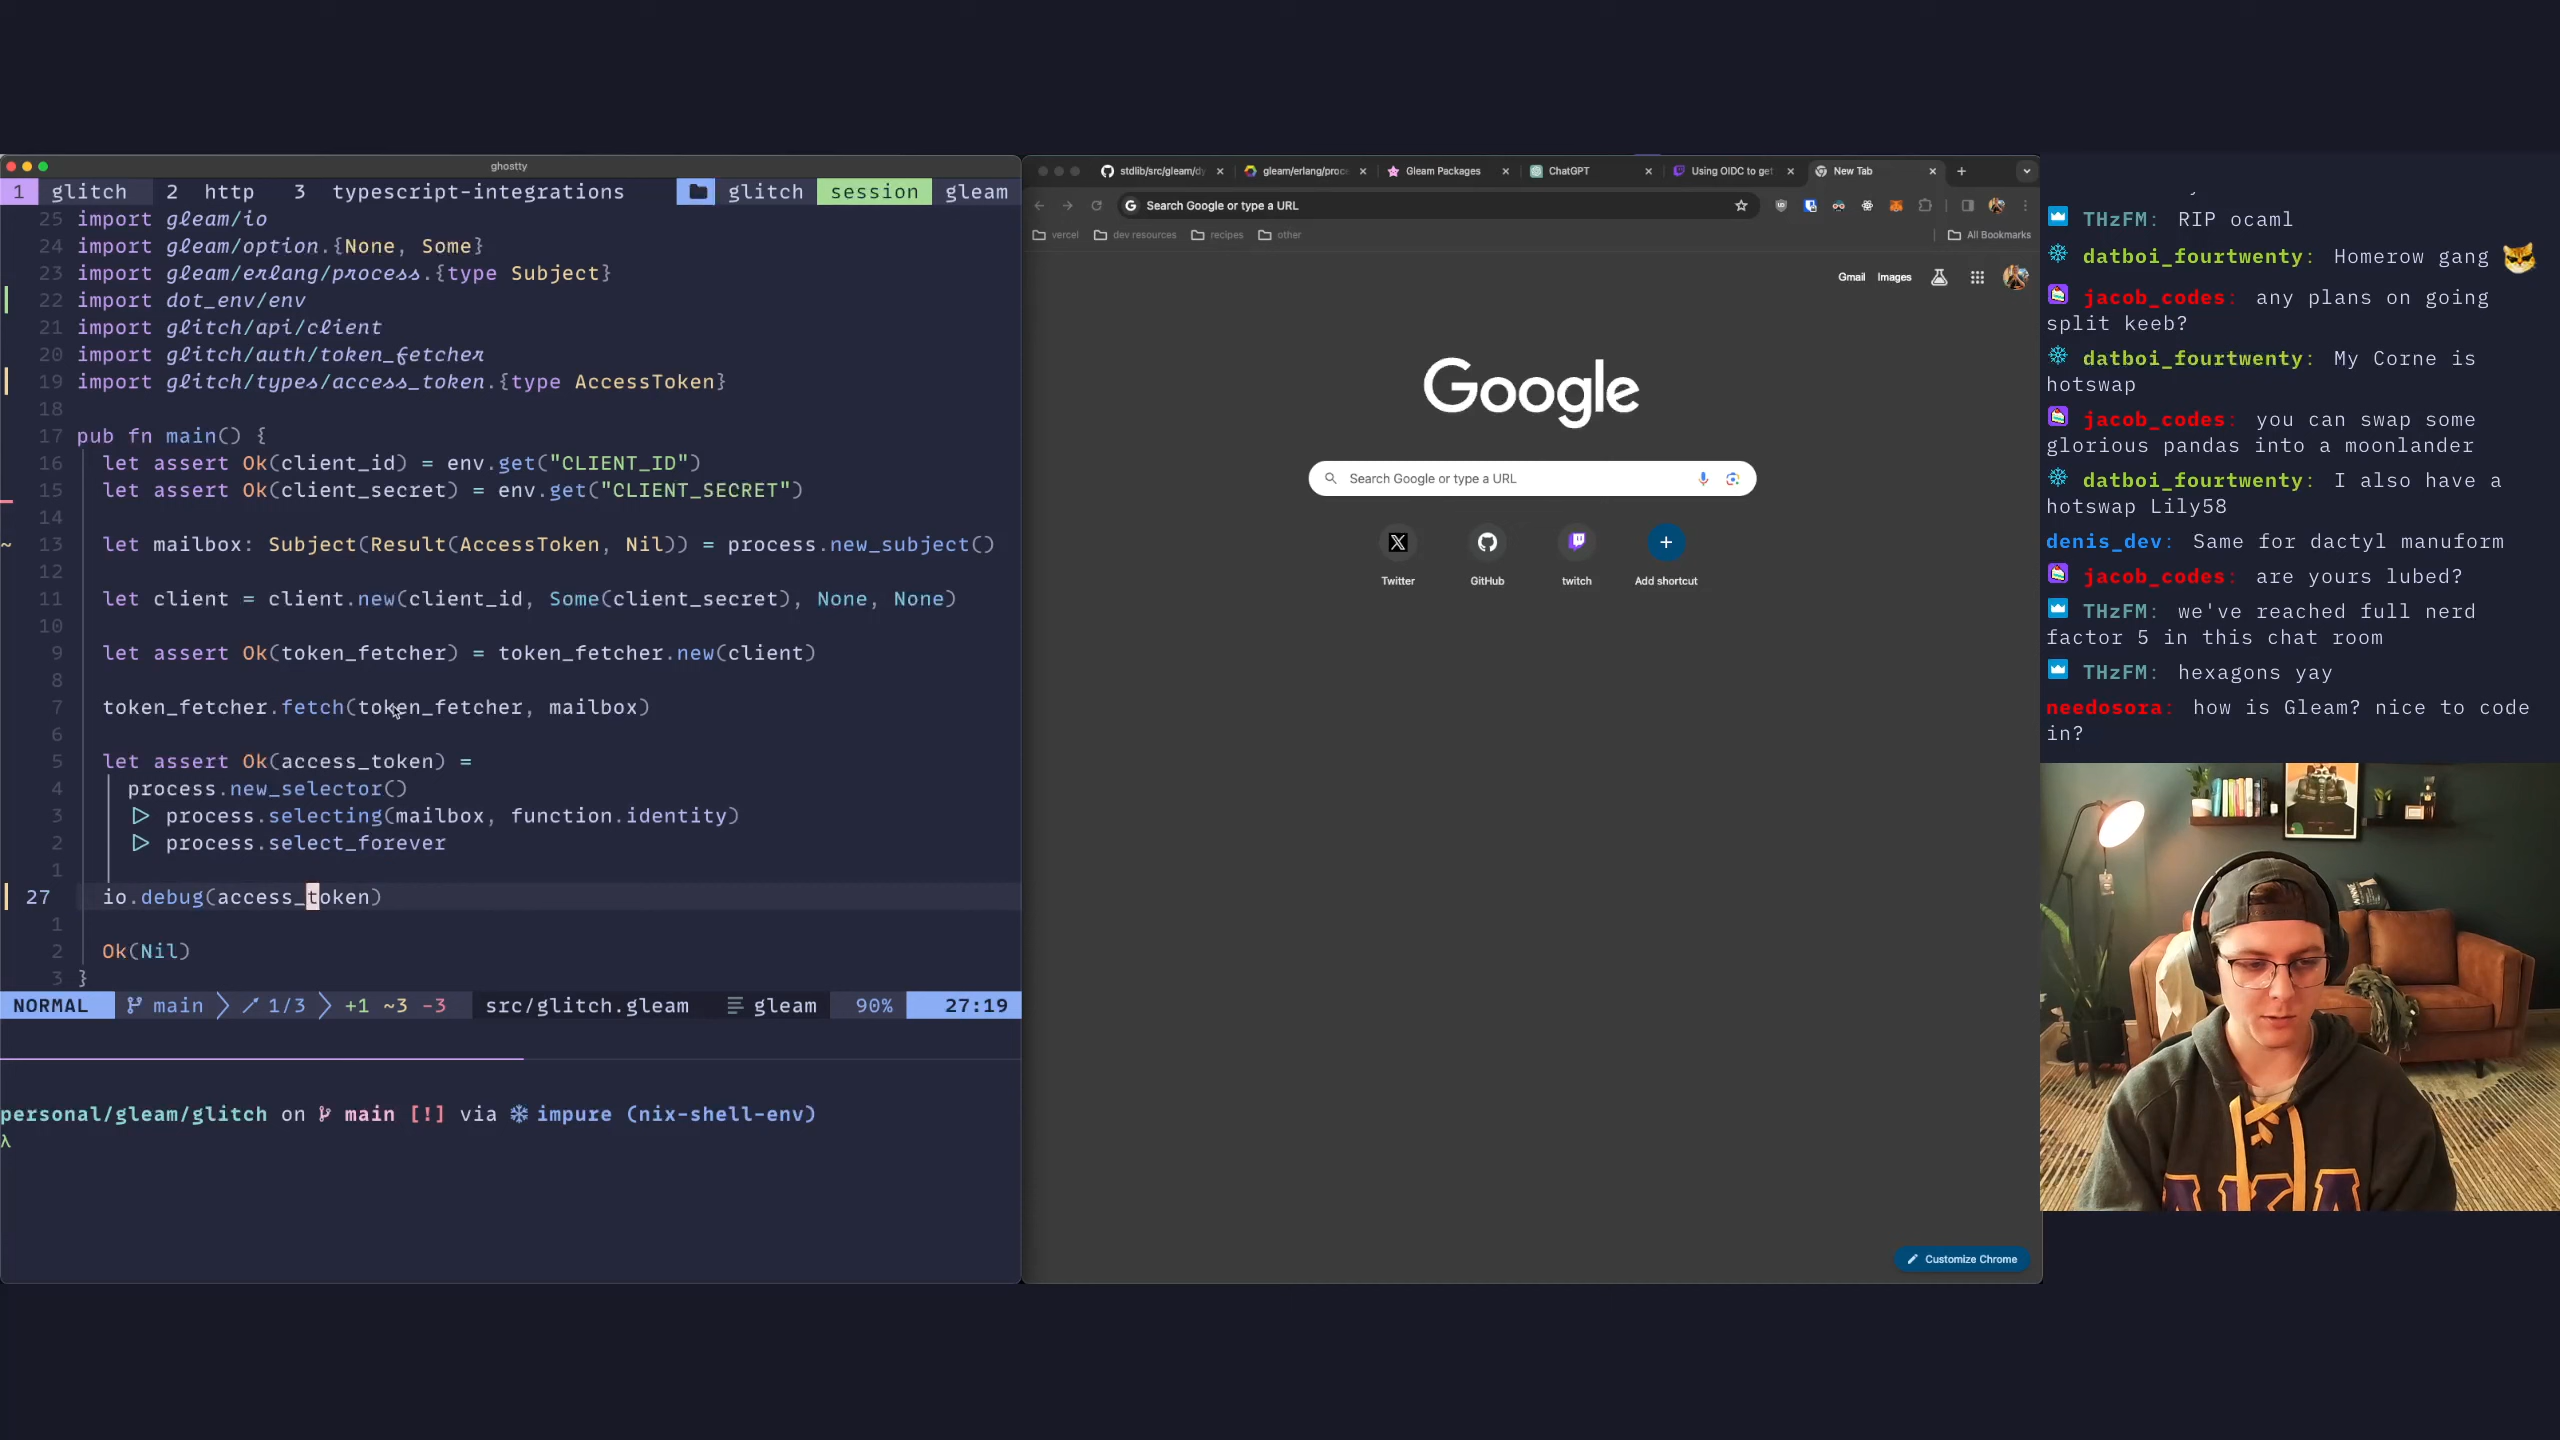 ghostty
1 glitch 2 http 3 typescript-integrations glitch session gleam
25 import gleam/io
24 import gleam/option.{None, Some}
23 import gleam/erlang/process.{type Subject}
22 import dot_env/env
21 import glitch/api/client
20 import glitch/auth/token_fetcher
19 import glitch/types/access_token.{type AccessToken}
18
17 pub fn main() {
16 let assert Ok(client_id) = env.get("CLIENT_ID")
15 let assert Ok(client_secret) = env.get("CLIENT_SECRET")
14
~ 13 let mailbox: Subject(Result(AccessToken, Nil)) = process.new_subject()
12
11 let client = client.new(client_id, Some(client_secret), None, None)
10
9 let assert Ok(token_fetcher) = token_fetcher.new(client)
8
7 token_fetcher.fetch(token_fetcher, mailbox)
6
5 let assert Ok(access_token) =
4 process.new_selector()
3 ▷ process.selecting(mailbox, function.identity)
2 ▷ process.select_forever
1
27 io.debug(access_token)
1
2 Ok(Nil)
3 }
NORMAL main 1/3 +1 ~3 -3 src/glitch.gleam gleam 90% 27:19
personal/gleam/glitch on main [!] via impure (nix-shell-env)
λ
stdlib/src/gleam/dy gleam/erlang/proce Gleam Packages ChatGPT Using OIDC to get New Tab
Search Google or type a URL
vercel dev resources recipes other All Bookmarks
Gmail Images
Google
Search Google or type a URL
Twitter GitHub twitch Add shortcut
Customize Chrome
THzFM: RIP ocaml
datboi_fourtwenty: Homerow gang
jacob_codes: any plans on going
split keeb?
datboi_fourtwenty: My Corne is
hotswap
jacob_codes: you can swap some
glorious pandas into a moonlander
datboi_fourtwenty: I also have a
hotswap Lily58
denis_dev: Same for dactyl manuform
jacob_codes: are yours lubed?
THzFM: we've reached full nerd
factor 5 in this chat room
THzFM: hexagons yay
needosora: how is Gleam? nice to code
in?